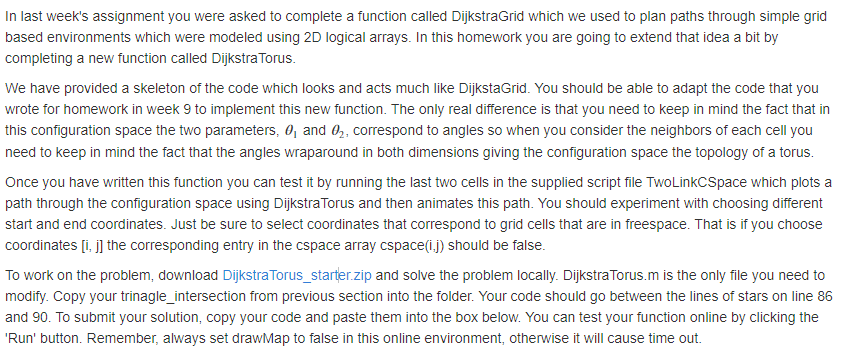 In last week's assignment you were asked to complete a function called DijkstraGrid which we used to plan paths through simple grid
based environments which were modeled using 2D logical arrays. In this homework you are going to extend that idea a bit by
completing a new function called DijkstraTorus.
We have provided a skeleton of the code which looks and acts much like DijkstaGrid. You should be able to adapt the code that you
wrote for homework in week 9 to implement this new function. The only real difference is that you need to keep in mind the fact that in
this configuration space the two parameters, θ₁ and θ₂, correspond to angles so when you consider the neighbors of each cell you
need to keep in mind the fact that the angles wraparound in both dimensions giving the configuration space the topology of a torus.
Once you have written this function you can test it by running the last two cells in the supplied script file TwoLinkCSpace which plots a
path through the configuration space using DijkstraTorus and then animates this path. You should experiment with choosing different
start and end coordinates. Just be sure to select coordinates that correspond to grid cells that are in freespace. That is if you choose
coordinates [i, j] the corresponding entry in the cspace array cspace(i,j) should be false.
To work on the problem, download DijkstraTorus_starter.zip and solve the problem locally. DijkstraTorus.m is the only file you need to
modify. Copy your trinagle_intersection from previous section into the folder. Your code should go between the lines of stars on line 86
and 90. To submit your solution, copy your code and paste them into the box below. You can test your function online by clicking the
'Run' button. Remember, always set drawMap to false in this online environment, otherwise it will cause time out.